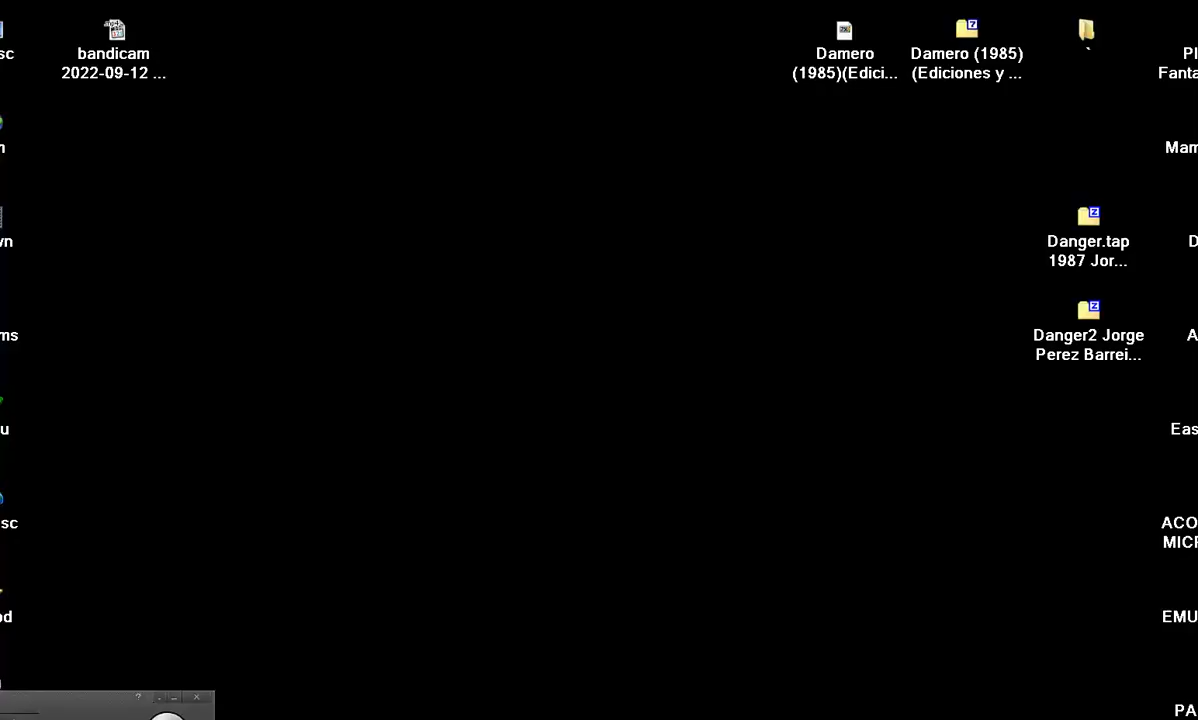 sc
bandicam
2022-09-12 ...
Damero
(1985)(Edici...
Damero (1985)
(Ediciones y ...
`
Pl
Fanta
n
Mam
wn
Danger.tap
1987 Jor...
D
ms
Danger2 Jorge
Perez Barrei...
A
u
Eas
sc
ACO
MICR
od
EMU
PA